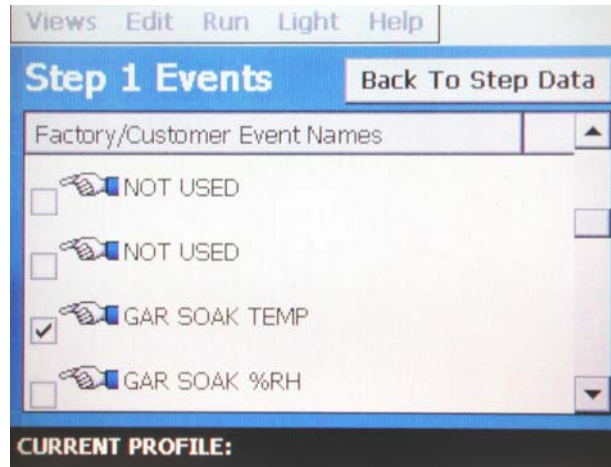 Views Edit Run Light Help
Step 1 Events Back To Step Data
Factory/Customer Event Names
NOT USED
NOT USED
GAR SOAK TEMP
GAR SOAK %RH
CURRENT PROFILE: